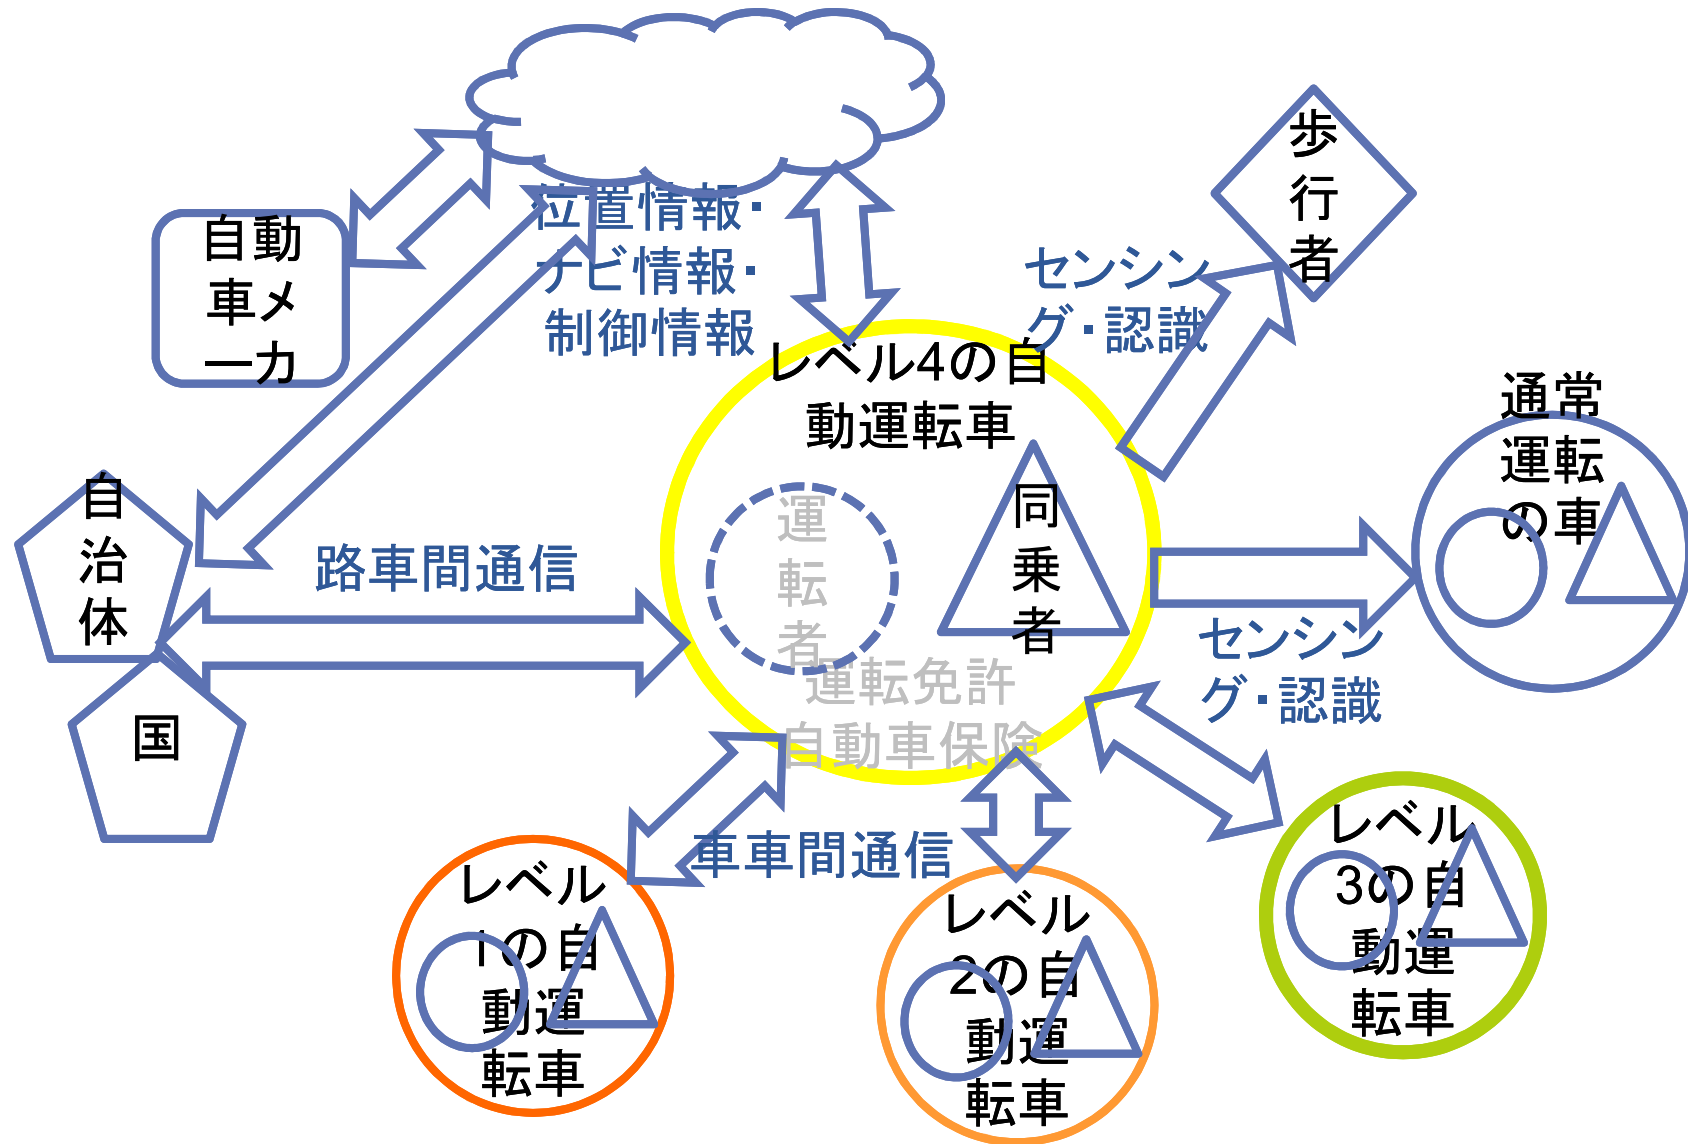 位置情報・
ナビ情報・
制御情報
自動
車メ
ーカ
歩
行
者
センシン
グ・認識
レベル4の自
動運転車
運
転
者
同
乗
者
運転免許
自動車保険
通常
運転
の車
自
治
体
路車間通信
国
センシン
グ・認識
車車間通信
レベル
1の自
動運
転車
レベル
2の自
動運
転車
レベル
3の自
動運
転車